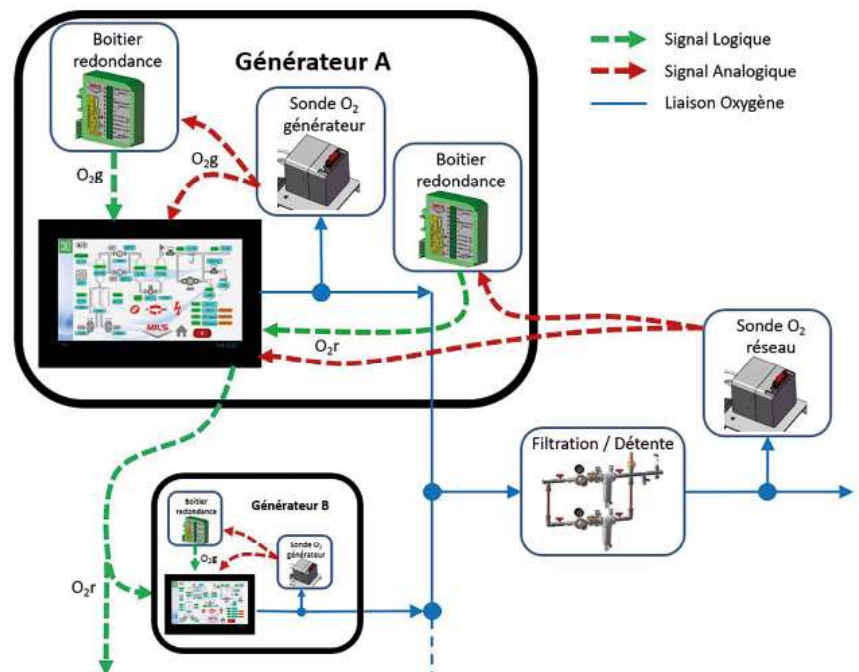 Boitier
redondance
Générateur A
Signal Logique
Signal Analogique
Liaison Oxygène
Sonde O₂
générateur
O₂g
O₂g
Boitier
redondance
MIL'S
O₂r
Sonde O₂
réseau
Filtration / Détente
Boitier
redondance
Générateur B
O₂g
Sonde O₂
générateur
O₂r